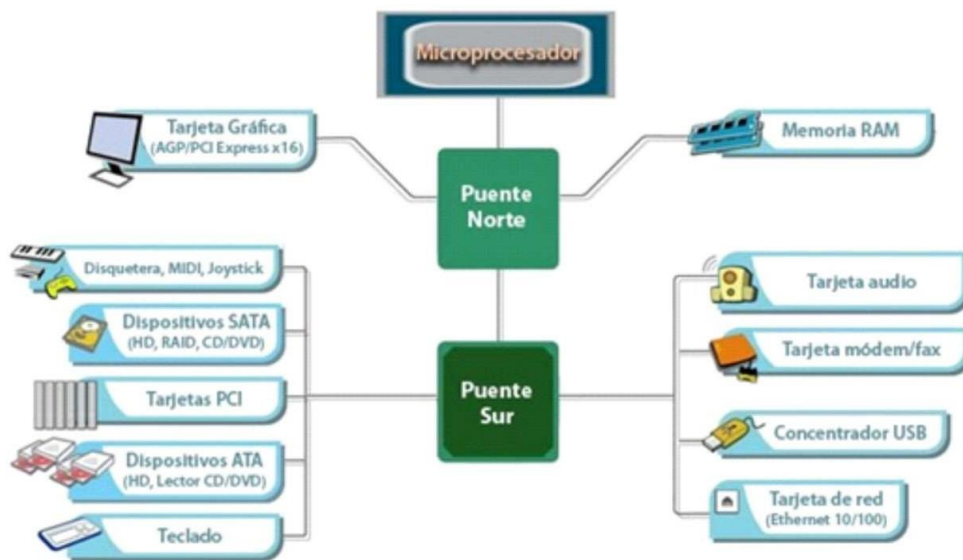 Microprocesador
Tarjeta Gráfica
(AGP/PCI Express x16)
Memoria RAM
Puente
Norte
Disquetera, MIDI, Joystick
Dispositivos SATA
(HD, RAID, CD/DVD)
Tarjetas PCI
Dispositivos ATA
(HD, Lector CD/DVD)
Teclado
Puente
Sur
Tarjeta audio
Tarjeta módem/fax
Concentrador USB
Tarjeta de red
(Ethernet 10/100)